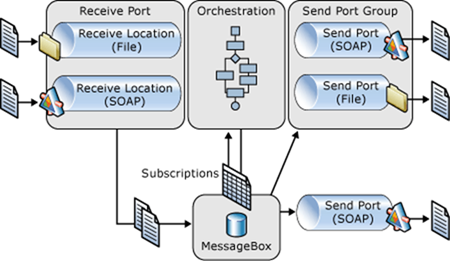 Receive Port
Orchestration
Send Port Group
Receive Location
(File)
Send Port
(SOAP)
Receive Location
(SOAP)
Send Port
(File)
Subscriptions
Send Port
(SOAP)
MessageBox